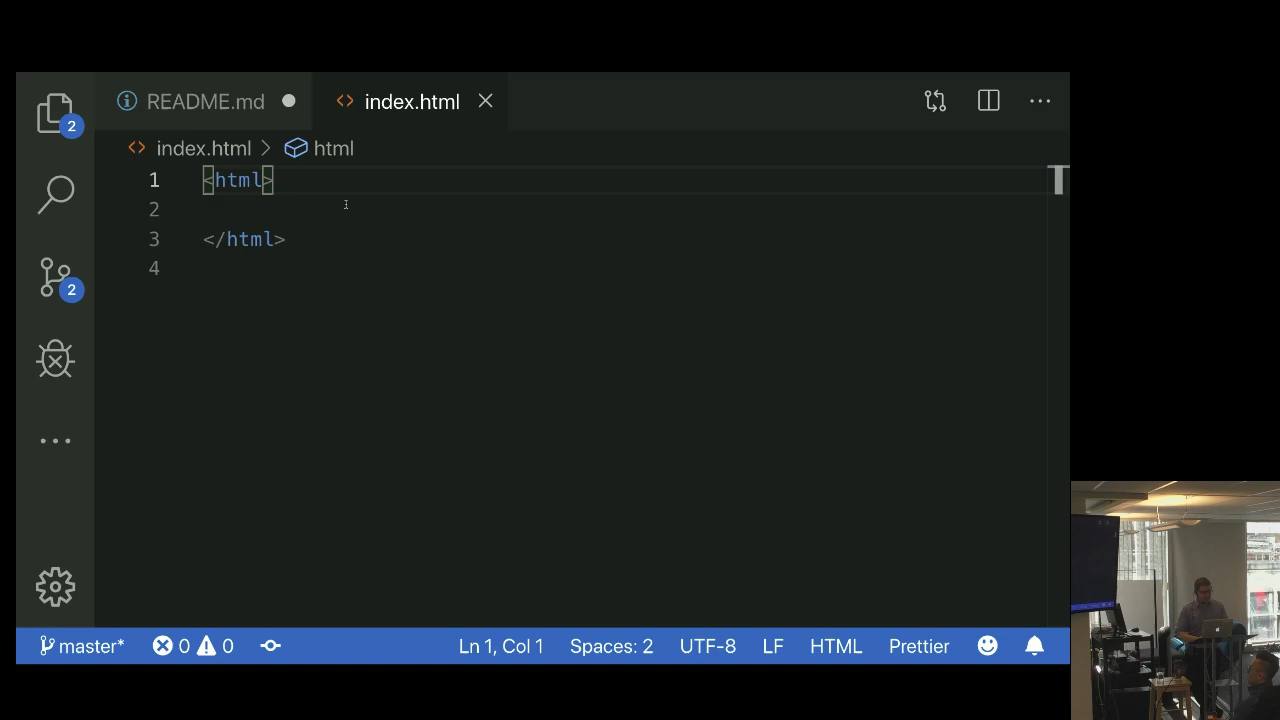 README.md index.html
index.html > html
1 <html>
2
3 </html>
4
2
2
master* 0 0 Ln 1, Col 1 Spaces: 2 UTF-8 LF HTML Prettier